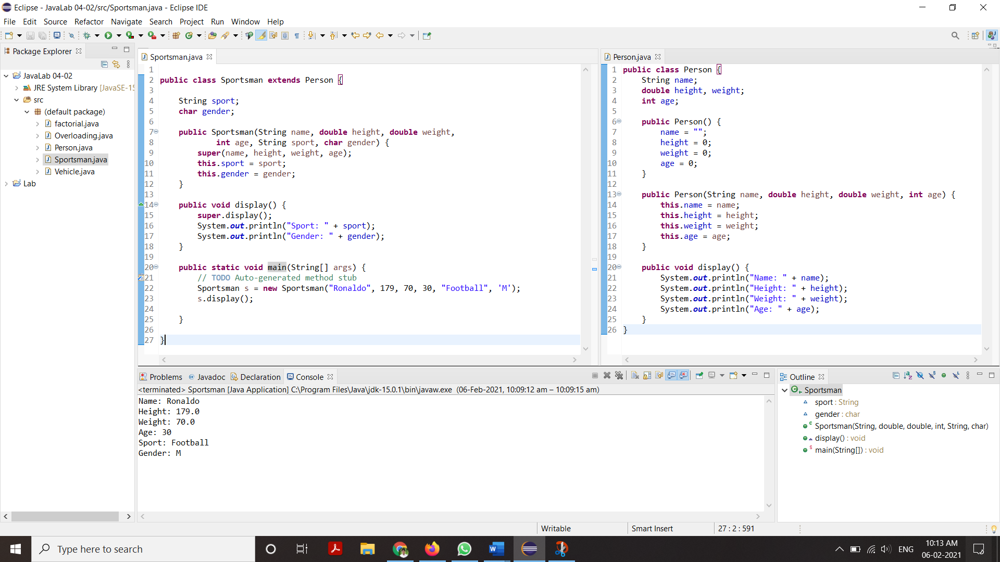 Eclipse - JavaLab 04-02/src/Sportsman.java - Eclipse IDE
File Edit Source Refactor Navigate Search Project Run Window Help
Package Explorer
JavaLab 04-02
JRE System Library [JavaSE-15
src
(default package)
factorial.java
Overloading.java
Person.java
Sportsman.java
Vehicle.java
Lab
Sportsman.java
1
2 public class Sportsman extends Person {
3
4 String sport;
5 char gender;
6
7 public Sportsman(String name, double height, double weight,
8 int age, String sport, char gender) {
9 super(name, height, weight, age);
10 this.sport = sport;
11 this.gender = gender;
12 }
13
14 public void display() {
15 super.display();
16 System.out.println("Sport: " + sport);
17 System.out.println("Gender: " + gender);
18 }
19
20 public static void main(String[] args) {
21 // TODO Auto-generated method stub
22 Sportsman s = new Sportsman("Ronaldo", 179, 70, 30, "Football", 'M');
23 s.display();
24
25 }
26
27 }
Person.java
1 public class Person {
2 String name;
3 double height, weight;
4 int age;
5
6 public Person() {
7 name = "";
8 height = 0;
9 weight = 0;
10 age = 0;
11 }
12
13 public Person(String name, double height, double weight, int age) {
14 this.name = name;
15 this.height = height;
16 this.weight = weight;
17 this.age = age;
18 }
19
20 public void display() {
21 System.out.println("Name: " + name);
22 System.out.println("Height: " + height);
23 System.out.println("Weight: " + weight);
24 System.out.println("Age: " + age);
25 }
26 }
Problems @ Javadoc Declaration Console
<terminated> Sportsman [Java Application] C:\Program Files\Java\jdk-15.0.1\bin\javaw.exe (06-Feb-2021, 10:09:12 am – 10:09:15 am)
Name: Ronaldo
Height: 179.0
Weight: 70.0
Age: 30
Sport: Football
Gender: M
Outline
Sportsman
sport : String
gender : char
Sportsman(String, double, double, int, String, char)
display() : void
main(String[]) : void
Writable Smart Insert 27 : 2 : 591
Type here to search
ENG
10:13 AM
06-02-2021